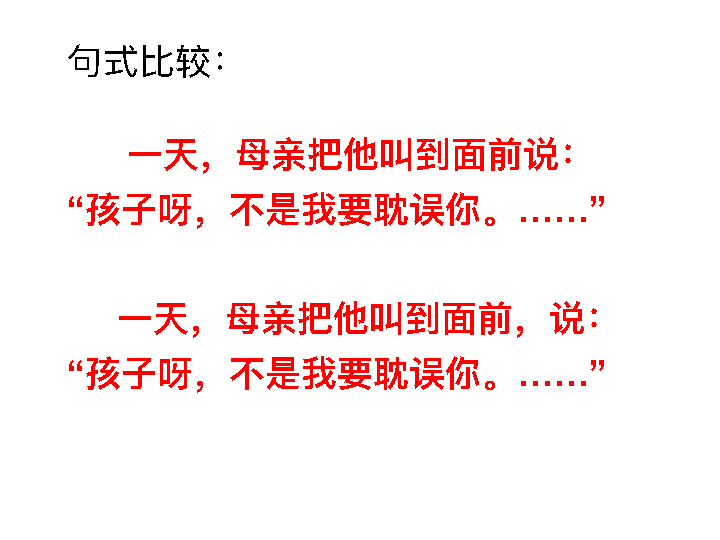 句式比较：
一天，母亲把他叫到面前说：
“孩子呀，不是我要耽误你。……”
一天，母亲把他叫到面前，说：
“孩子呀，不是我要耽误你。……”